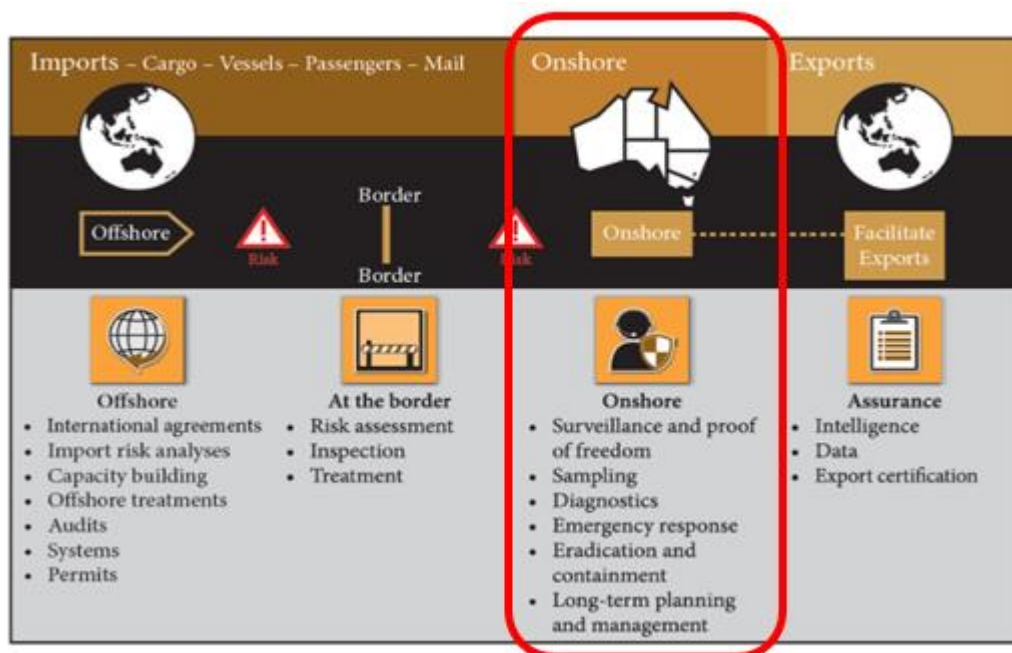 Imports – Cargo – Vessels – Passengers – Mail
Onshore
Exports
Offshore
Risk
Border
Border
Risk
Onshore
Facilitate
Exports
Offshore
• International agreements
• Import risk analyses
• Capacity building
• Offshore treatments
• Audits
• Systems
• Permits
At the border
• Risk assessment
• Inspection
• Treatment
Onshore
• Surveillance and proof
of freedom
• Sampling
• Diagnostics
• Emergency response
• Eradication and
containment
• Long-term planning
and management
Assurance
• Intelligence
• Data
• Export certification